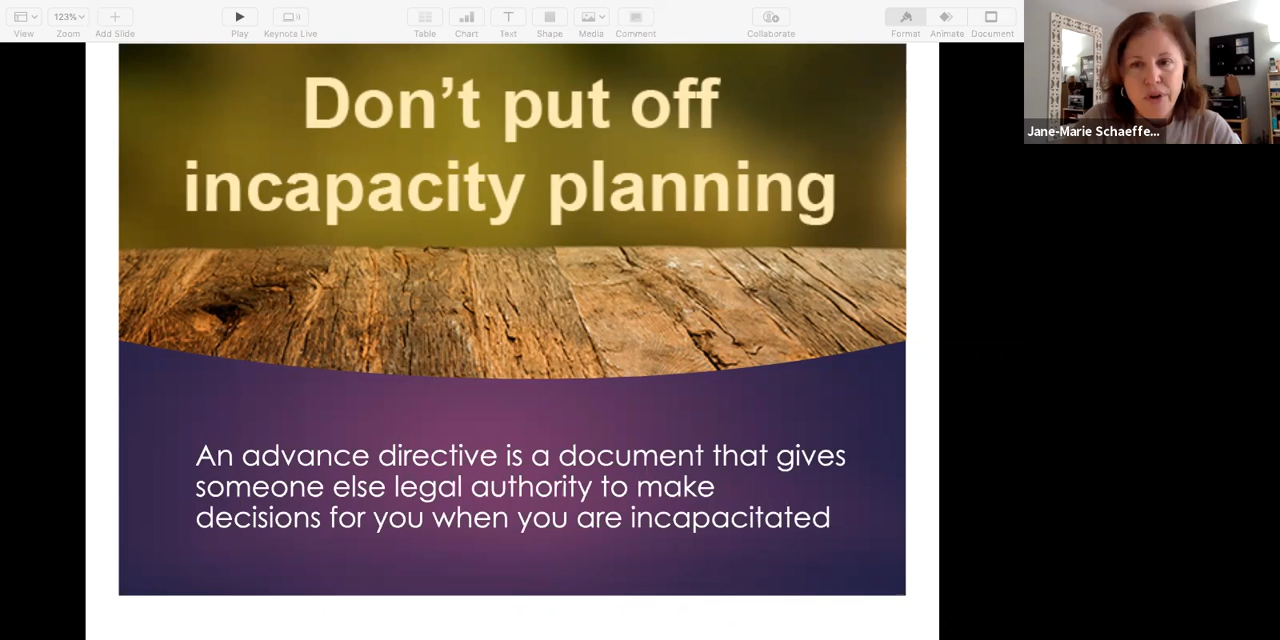 View
123%
Zoom
Add Slide
Play
Keynote Live
Table
Chart
Text
Shape
Media
Comment
Collaborate
Format
Animate
Document
Jane-Marie Schaeffe...
Don't put off
incapacity planning
An advance directive is a document that gives
someone else legal authority to make
decisions for you when you are incapacitated